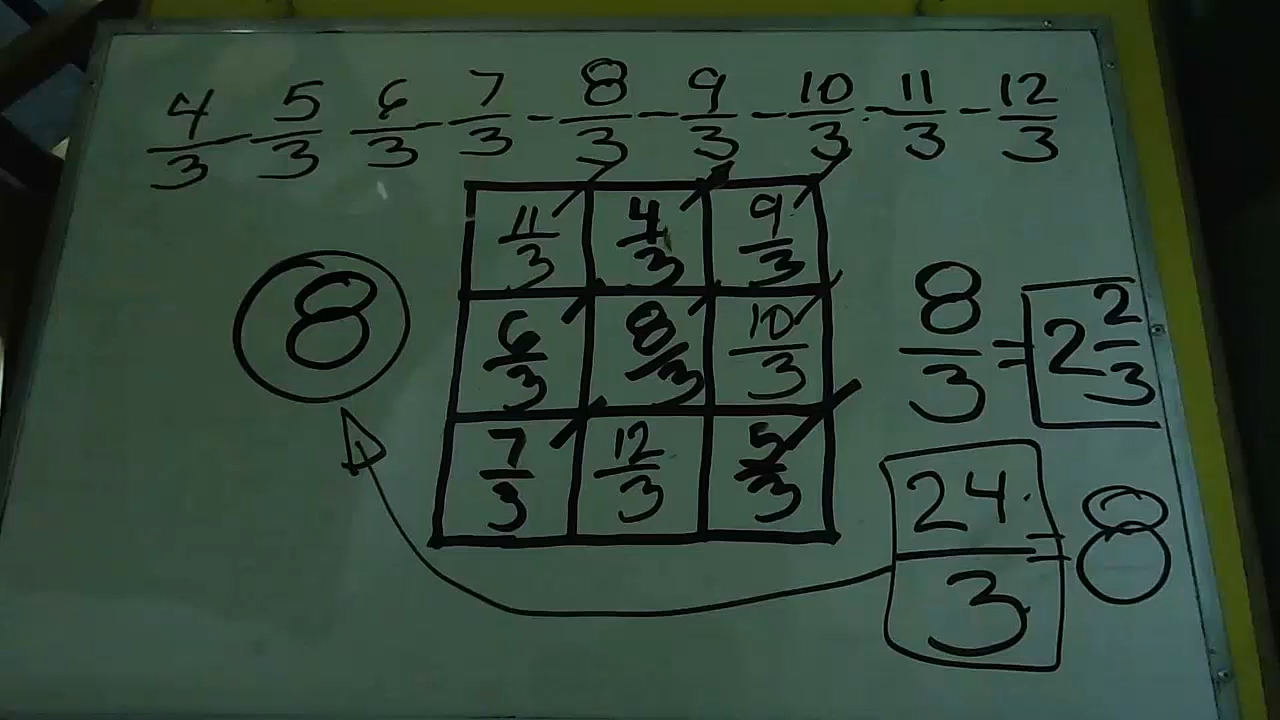 4/3 - 5/3 6/3 - 7/3 - 8/3 - 9/3 - 10/3 - 11/3 - 12/3
11/3 4/3 9/3
6/3 8/3 10/3
7/3 12/3 5/3
8
8/3 = 2 2/3
24/3 = 8